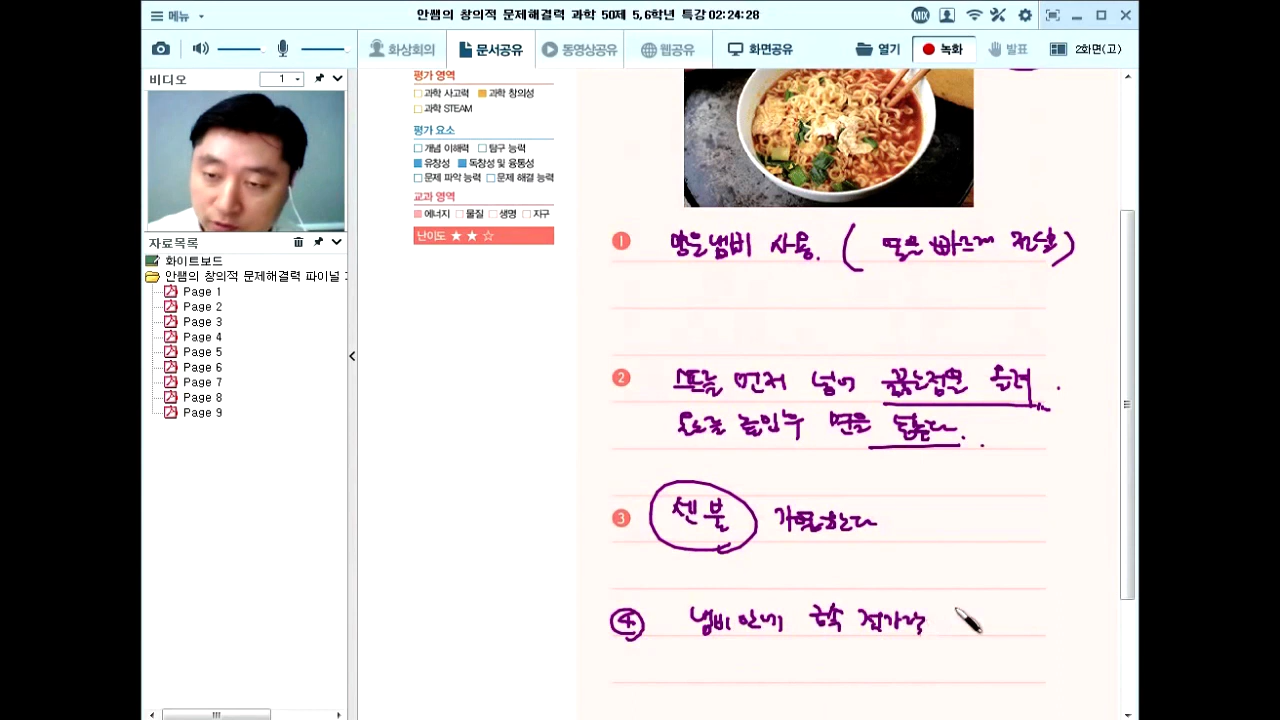 메뉴
안쌤의 창의적 문제해결력 과학 50제 5,6학년 특강 02:24:28
MIX
화상회의
문서공유
동영상공유
웹공유
화면공유
열기
녹화
발표
2화면(고)
비디오
1
자료목록
화이트보드
안쌤의 창의적 문제해결력 파이널
Page 1
Page 2
Page 3
Page 4
Page 5
Page 6
Page 7
Page 8
Page 9
평가 영역
과학 사고력 과학 창의성
과학 STEAM
평가 요소
개념 이해력 탐구 능력
유창성 독창성 및 융통성
문제 파악 능력 문제 해결 능력
교과 영역
에너지 물질 생명 지구
난이도 ★ ★ ☆
1 냄비 사용. ( 열을 빠르게 전달 )
2 스프를 먼저 넣어 끓는점을 올려.
높인후 면을
3 센 불 가열한다
4 냄비안에 금속 젓가락